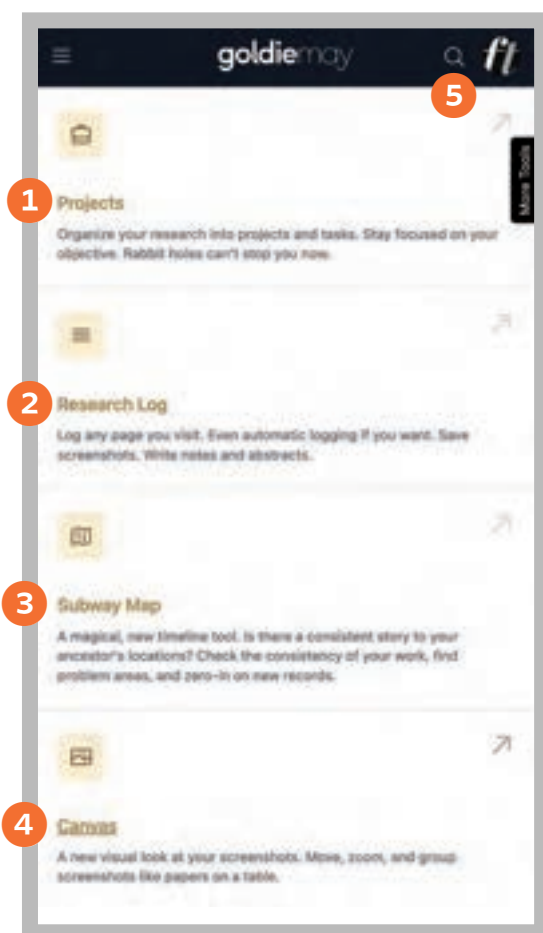 goldiemay
ft
5
More Tools
1
Projects
Organize your research into projects and tasks. Stay focused on your
objective. Rabbit holes can't stop you now.
2
Research Log
Log any page you visit. Even automatic logging if you want. Save
screenshots. Write notes and abstracts.
3
Subway Map
A magical, new timeline tool. Is there a consistent story to your
ancestor's locations? Check the consistency of your work, find
problem areas, and zero-in on new records.
4
Canvas
A new visual look at your screenshots. Move, zoom, and group
screenshots like papers on a table.